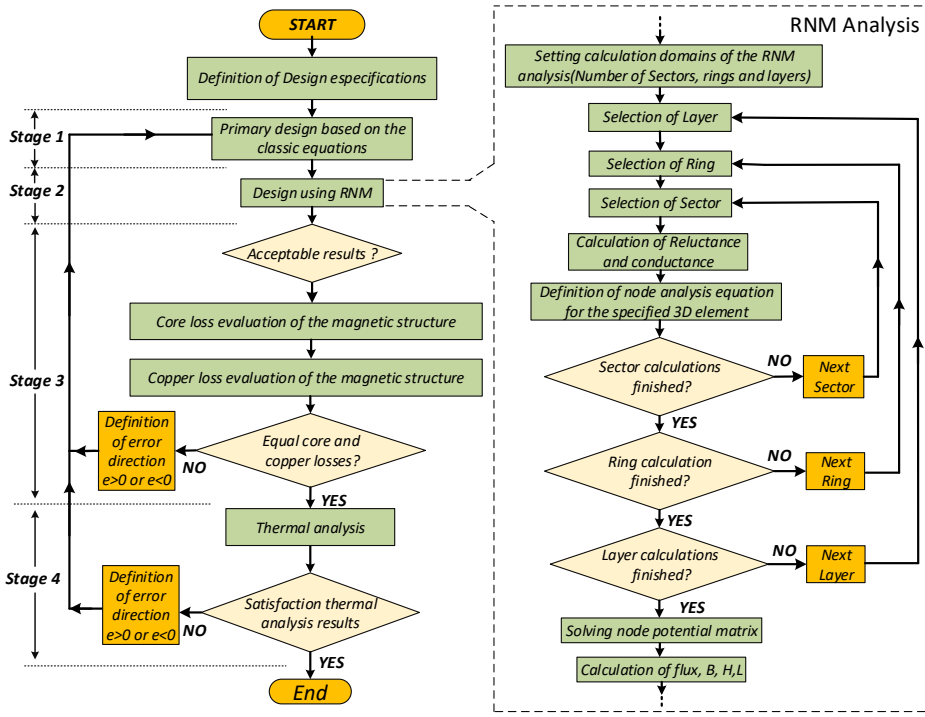 START
Definition of Design especifications
Stage 1
Primary design based on the
classic equations
Stage 2
Design using RNM
Acceptable results ?
Core loss evaluation of the magnetic structure
Stage 3
Copper loss evaluation of the magnetic structure
Definition
of error
direction
e>0 or e<0
NO
Equal core and
copper losses?
YES
Thermal analysis
Stage 4
Definition
of error
direction
e>0 or e<0
NO
Satisfaction thermal
analysis results
YES
End
RNM Analysis
Setting calculation domains of the RNM
analysis(Number of Sectors, rings and layers)
Selection of Layer
Selection of Ring
Selection of Sector
Calculation of Reluctance
and conductance
Definition of node analysis equation
for the specified 3D element
Sector calculations
finished?
NO
Next
Sector
YES
Ring calculation
finished?
NO
Next
Ring
YES
Layer calculations
finished?
NO
Next
Layer
YES
Solving node potential matrix
Calculation of flux, B, H,L